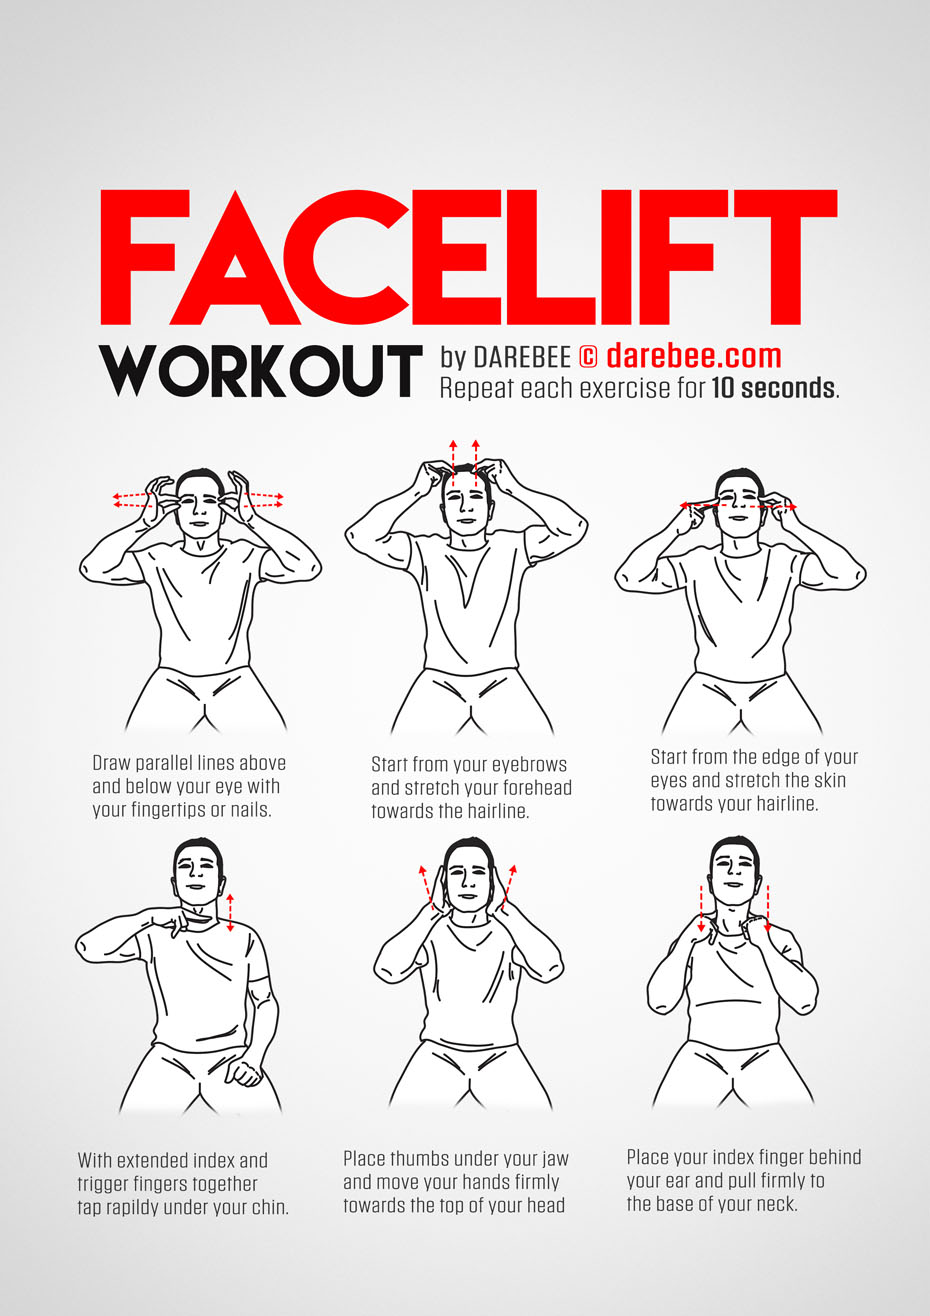 FACELIFT
WORKOUT by DAREBEE © darebee.com
Repeat each exercise for 10 seconds.
Draw parallel lines above
and below your eye with
your fingertips or nails.
Start from your eyebrows
and stretch your forehead
towards the hairline.
Start from the edge of your
eyes and stretch the skin
towards your hairline.
With extended index and
trigger fingers together
tap rapildy under your chin.
Place thumbs under your jaw
and move your hands firmly
towards the top of your head
Place your index finger behind
your ear and pull firmly to
the base of your neck.